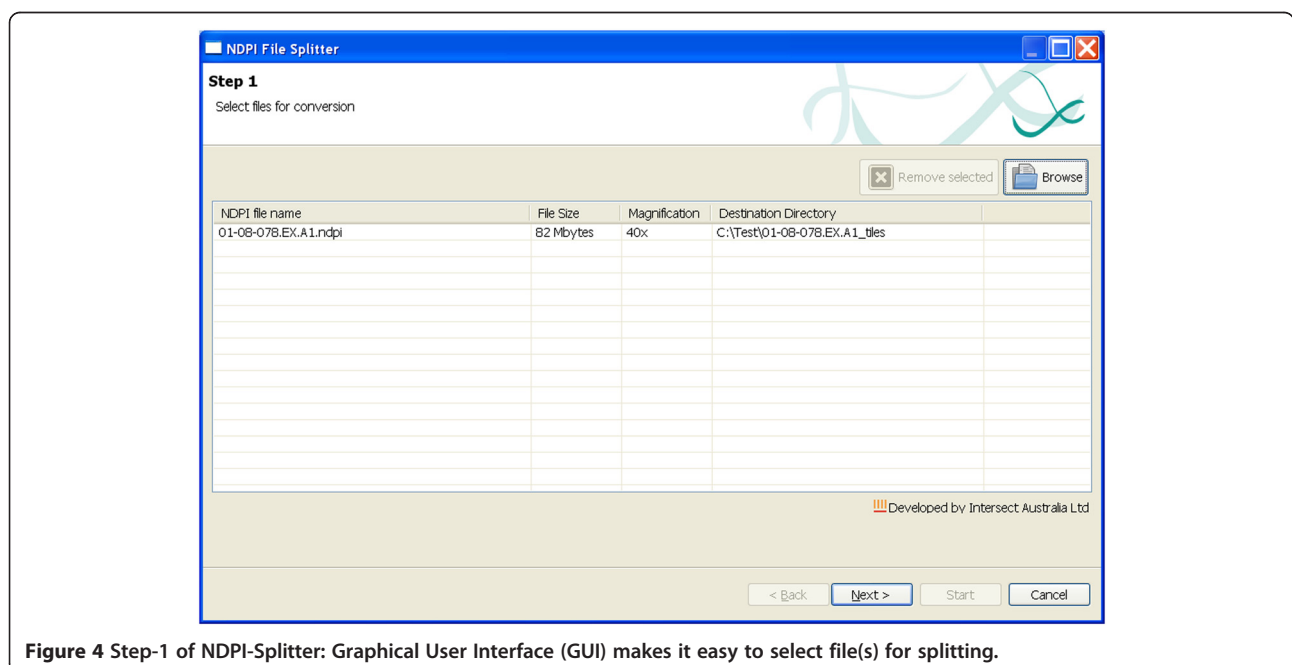 NDPI File Splitter
Step 1
Select files for conversion
Remove selected Browse
NDPI file name File Size Magnification Destination Directory
01-08-078.EX.A1.ndpi 82 Mbytes 40x C:\Test\01-08-078.EX.A1_tiles
Developed by Intersect Australia Ltd
< Back Next > Start Cancel
Figure 4 Step-1 of NDPI-Splitter: Graphical User Interface (GUI) makes it easy to select file(s) for splitting.